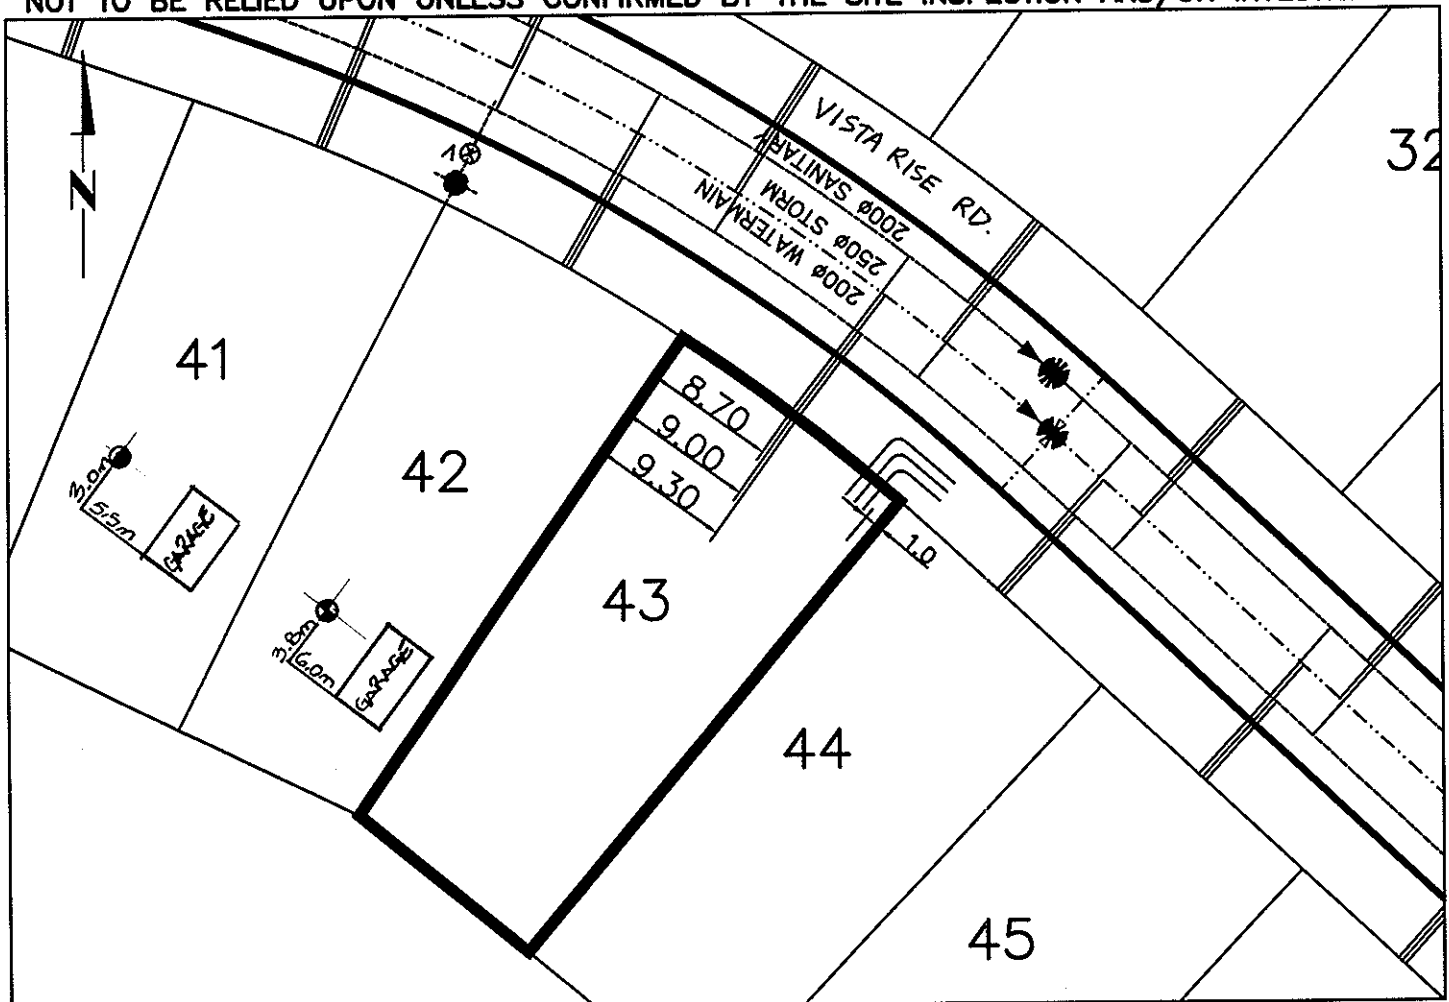 NOT TO BE RELIED UPON UNLESS CONFIRMED BY THE SITE INSPECTION AND/OR
VISTA RISE RD.
32
N
V
200ø SANITARY
250ø STORM
200ø WATERMAIN
41
8.70
9.00
9.30
42
3.0m
5.5m
GARAGE
1.0
43
3.8m
6.0m
GARAGE
44
45